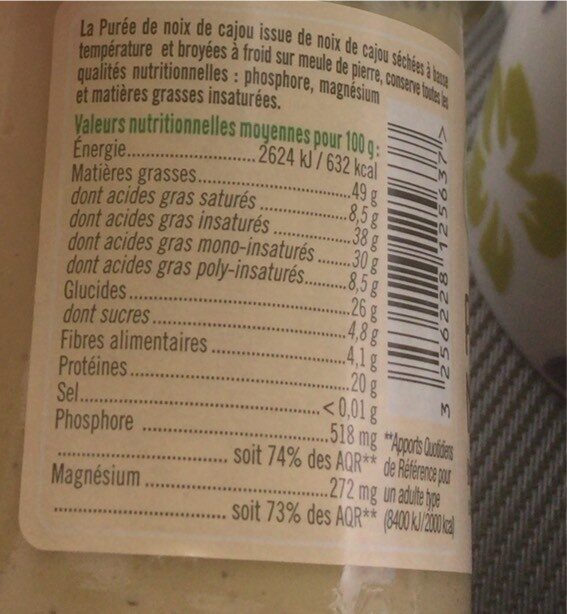 La Purée de noix de cajou issue de noix de cajou séchées à basse
température et broyées à froid sur meule de pierre, conserve toutes les
qualités nutritionnelles : phosphore, magnésium
et matières grasses insaturées.
Valeurs nutritionnelles moyennes pour 100 g :
Énergie.................... 2624 kJ / 632 kcal
Matières grasses.............................49 g
dont acides gras saturés ................8,5 g
dont acides gras insaturés ..............38 g
dont acides gras mono-insaturés .......30 g
dont acides gras poly-insaturés........8,5 g
Glucides........................................26 g
dont sucres...................................4,8 g
Fibres alimentaires .........................4,1 g
Protéines.......................................20 g
Sel...........................................< 0,01 g
Phosphore .................................518 mg
.......................... soit 74% des AQR**
Magnésium ...............................272 mg
.......................... soit 73% des AQR**
**Apports Quotidiens
de Référence pour
un adulte type
(8400 kJ/2000 kcal)
3 256228 125637 >